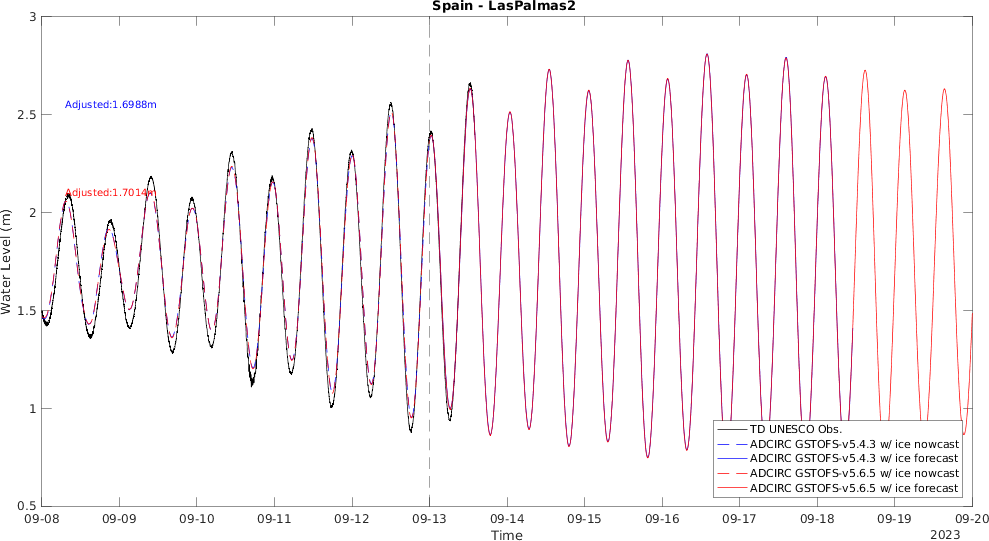 Spain - LasPalmas2
3
2.5
2
1.5
1
0.5
Water Level (m)
Adjusted:1.6988m
Adjusted:1.7014m
TD UNESCO Obs.
ADCIRC GSTOFS-v5.4.3 w/ ice nowcast
ADCIRC GSTOFS-v5.4.3 w/ ice forecast
ADCIRC GSTOFS-v5.6.5 w/ ice nowcast
ADCIRC GSTOFS-v5.6.5 w/ ice forecast
09-08 09-09 09-10 09-11 09-12 09-13 09-14 09-15 09-16 09-17 09-18 09-19 09-20
Time
2023